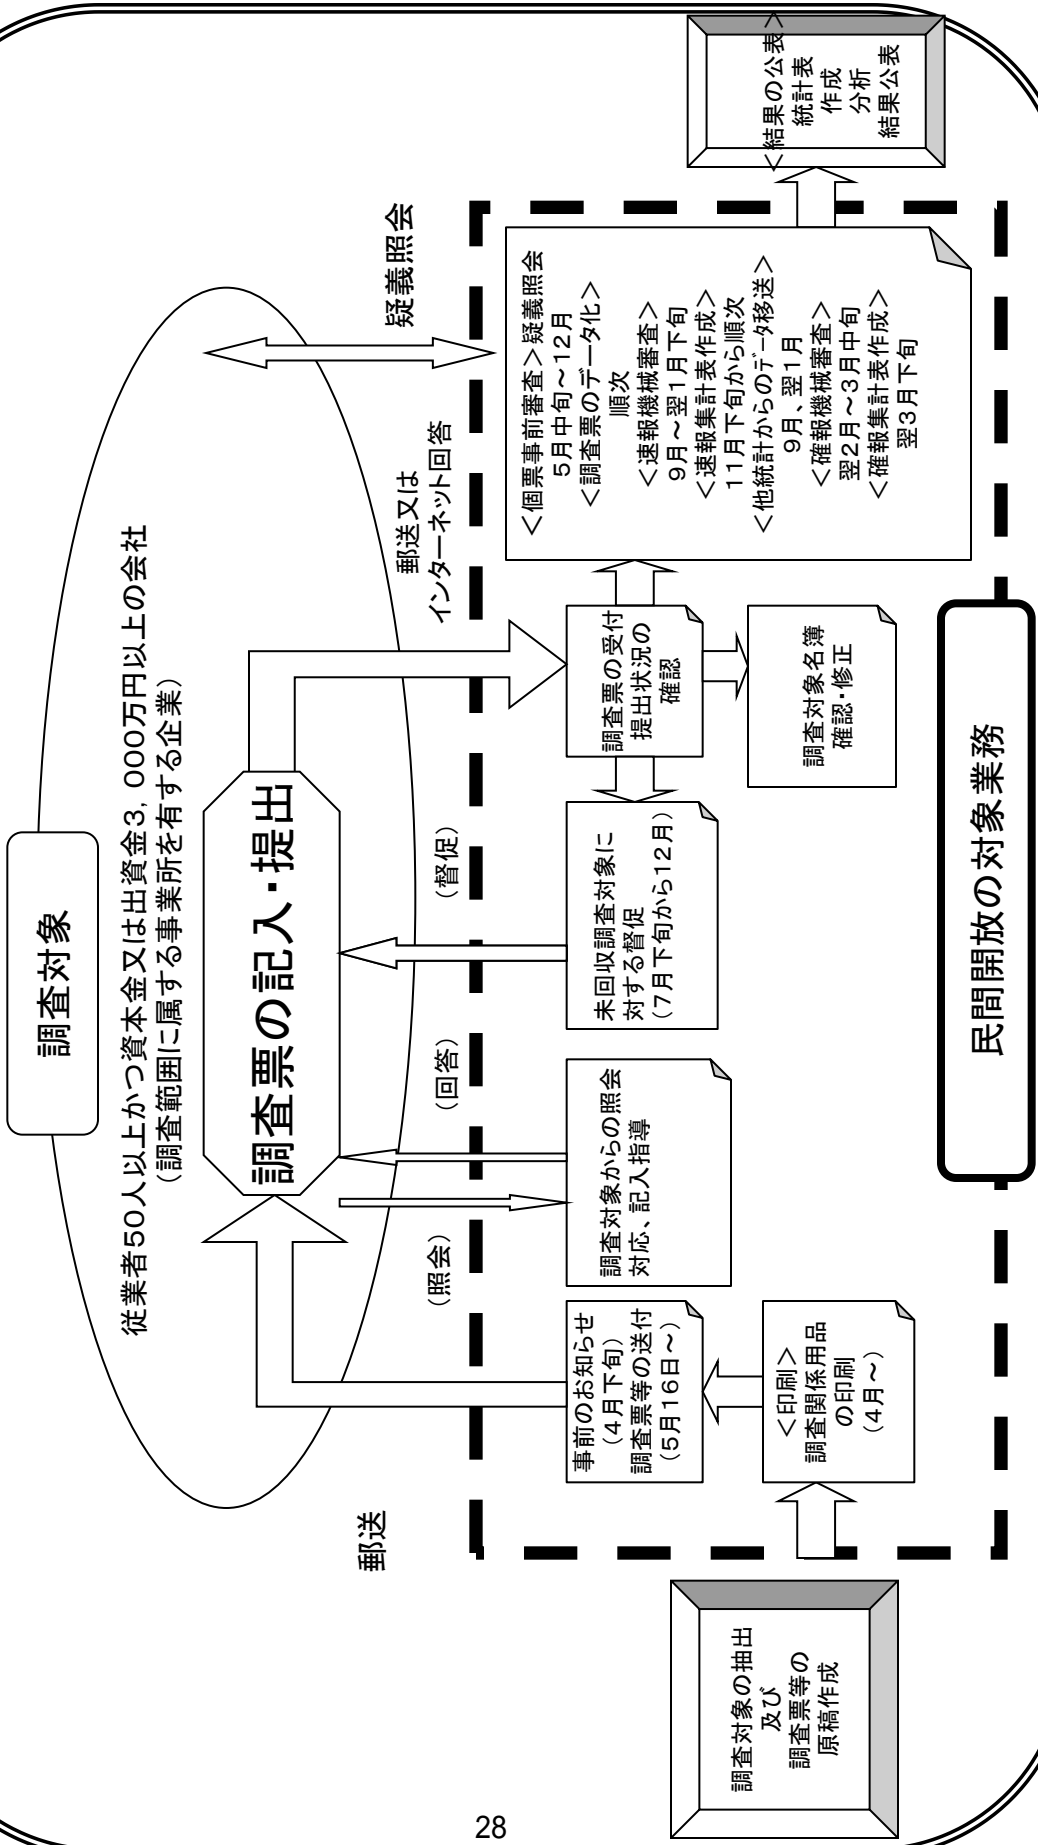 調査対象
従業者50人以上かつ資本金又は出資金3,000万円以上の会社
(調査範囲に属する事業所を有する企業)
調査票の記入・提出
郵送
(照会)
(回答)
(督促)
郵送又は
インターネット回答
疑義照会
調査対象の抽出
及び
調査票等の
原稿作成
<印刷>
調査関係用品
の印刷
(4月~)
事前のお知らせ
(4月下旬)
調査票等の送付
(5月16日~)
調査対象からの照会
対応、記入指導
未回収調査対象に
対する督促
(7月下旬から12月)
調査票の受付
提出状況の
確認
調査対象名簿
確認・修正
<個票事前審査>疑義照会
5月中旬~12月
<調査票のデータ化>
順次
<速報機械審査>
9月~翌1月下旬
<速報集計表作成>
11月下旬から順次
<他統計からのデータ移送>
9月、翌1月
<確報機械審査>
翌2月~3月中旬
<確報集計表作成>
翌3月下旬
<結果の公表>
統計表
作成
分析
結果公表
民間開放の対象業務
28